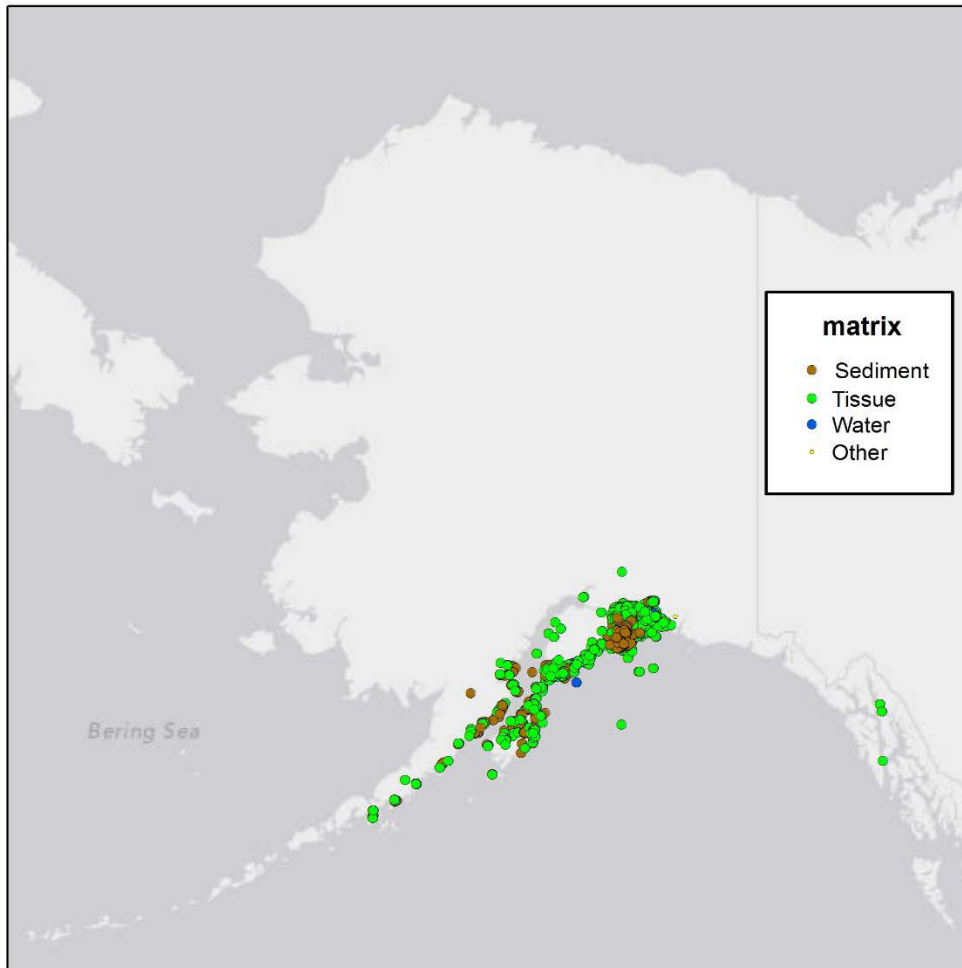 matrix
Sediment
Tissue
Water
Other
Bering Sea